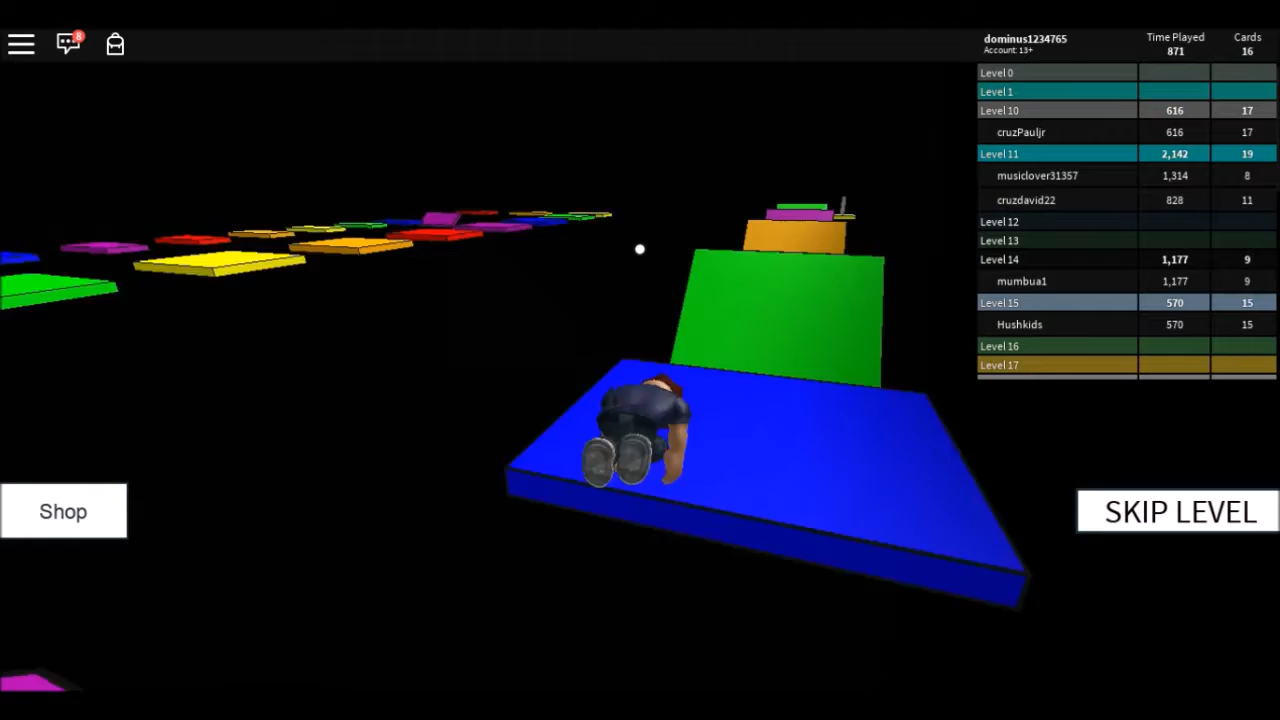 8
dominus1234765 Time Played Cards
Account: 13+ 871 16
Level 0
Level 1
Level 10 616 17
cruzPauljr 616 17
Level 11 2,142 19
musiclover31357 1,314 8
cruzdavid22 828 11
Level 12
Level 13
Level 14 1,177 9
mumbua1 1,177 9
Level 15 570 15
Hushkids 570 15
Level 16
Level 17
Shop
SKIP LEVEL